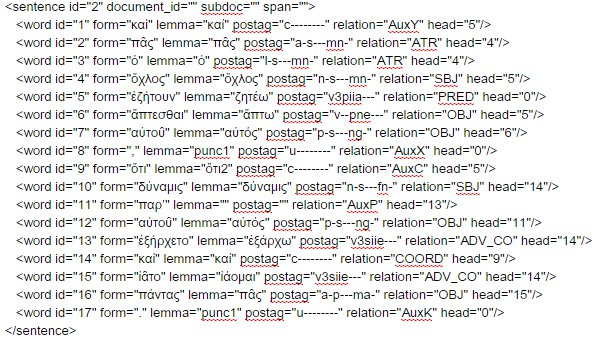 <sentence id="2" document_id="" subdoc="" span="">
<word id="1" form="καί" lemma="καί" postag="c--------" relation="AuxY" head="5"/>
<word id="2" form="πᾶς" lemma="πᾶς" postag="a-s---mn-" relation="ATR" head="4"/>
<word id="3" form="ὁ" lemma="ὁ" postag="l-s---mn-" relation="ATR" head="4"/>
<word id="4" form="ὄχλος" lemma="ὄχλος" postag="n-s---mn-" relation="SBJ" head="5"/>
<word id="5" form="ἐζήτουν" lemma="ζητέω" postag="v3piia---" relation="PRED" head="0"/>
<word id="6" form="ἅπτεσθαι" lemma="ἅπτω" postag="v--pne---" relation="OBJ" head="5"/>
<word id="7" form="αὐτοῦ" lemma="αὐτός" postag="p-s---ng-" relation="OBJ" head="6"/>
<word id="8" form="," lemma="punc1" postag="u--------" relation="AuxX" head="0"/>
<word id="9" form="ὅτι" lemma="ὅτι2" postag="c--------" relation="AuxC" head="5"/>
<word id="10" form="δύναμις" lemma="δύναμις" postag="n-s---fn-" relation="SBJ" head="14"/>
<word id="11" form="παρ'" lemma="" postag="" relation="AuxP" head="13"/>
<word id="12" form="αὐτοῦ" lemma="αὐτός" postag="p-s---ng-" relation="OBJ" head="11"/>
<word id="13" form="ἐξήρχετο" lemma="ἐξάρχω" postag="v3siie---" relation="ADV_CO" head="14"/>
<word id="14" form="καί" lemma="καί" postag="c--------" relation="COORD" head="9"/>
<word id="15" form="ἰᾶτο" lemma="ἰάομαι" postag="v3siie---" relation="ADV_CO" head="14"/>
<word id="16" form="πάντας" lemma="πᾶς" postag="a-p---ma-" relation="OBJ" head="15"/>
<word id="17" form="." lemma="punc1" postag="u--------" relation="AuxK" head="0"/>
</sentence>